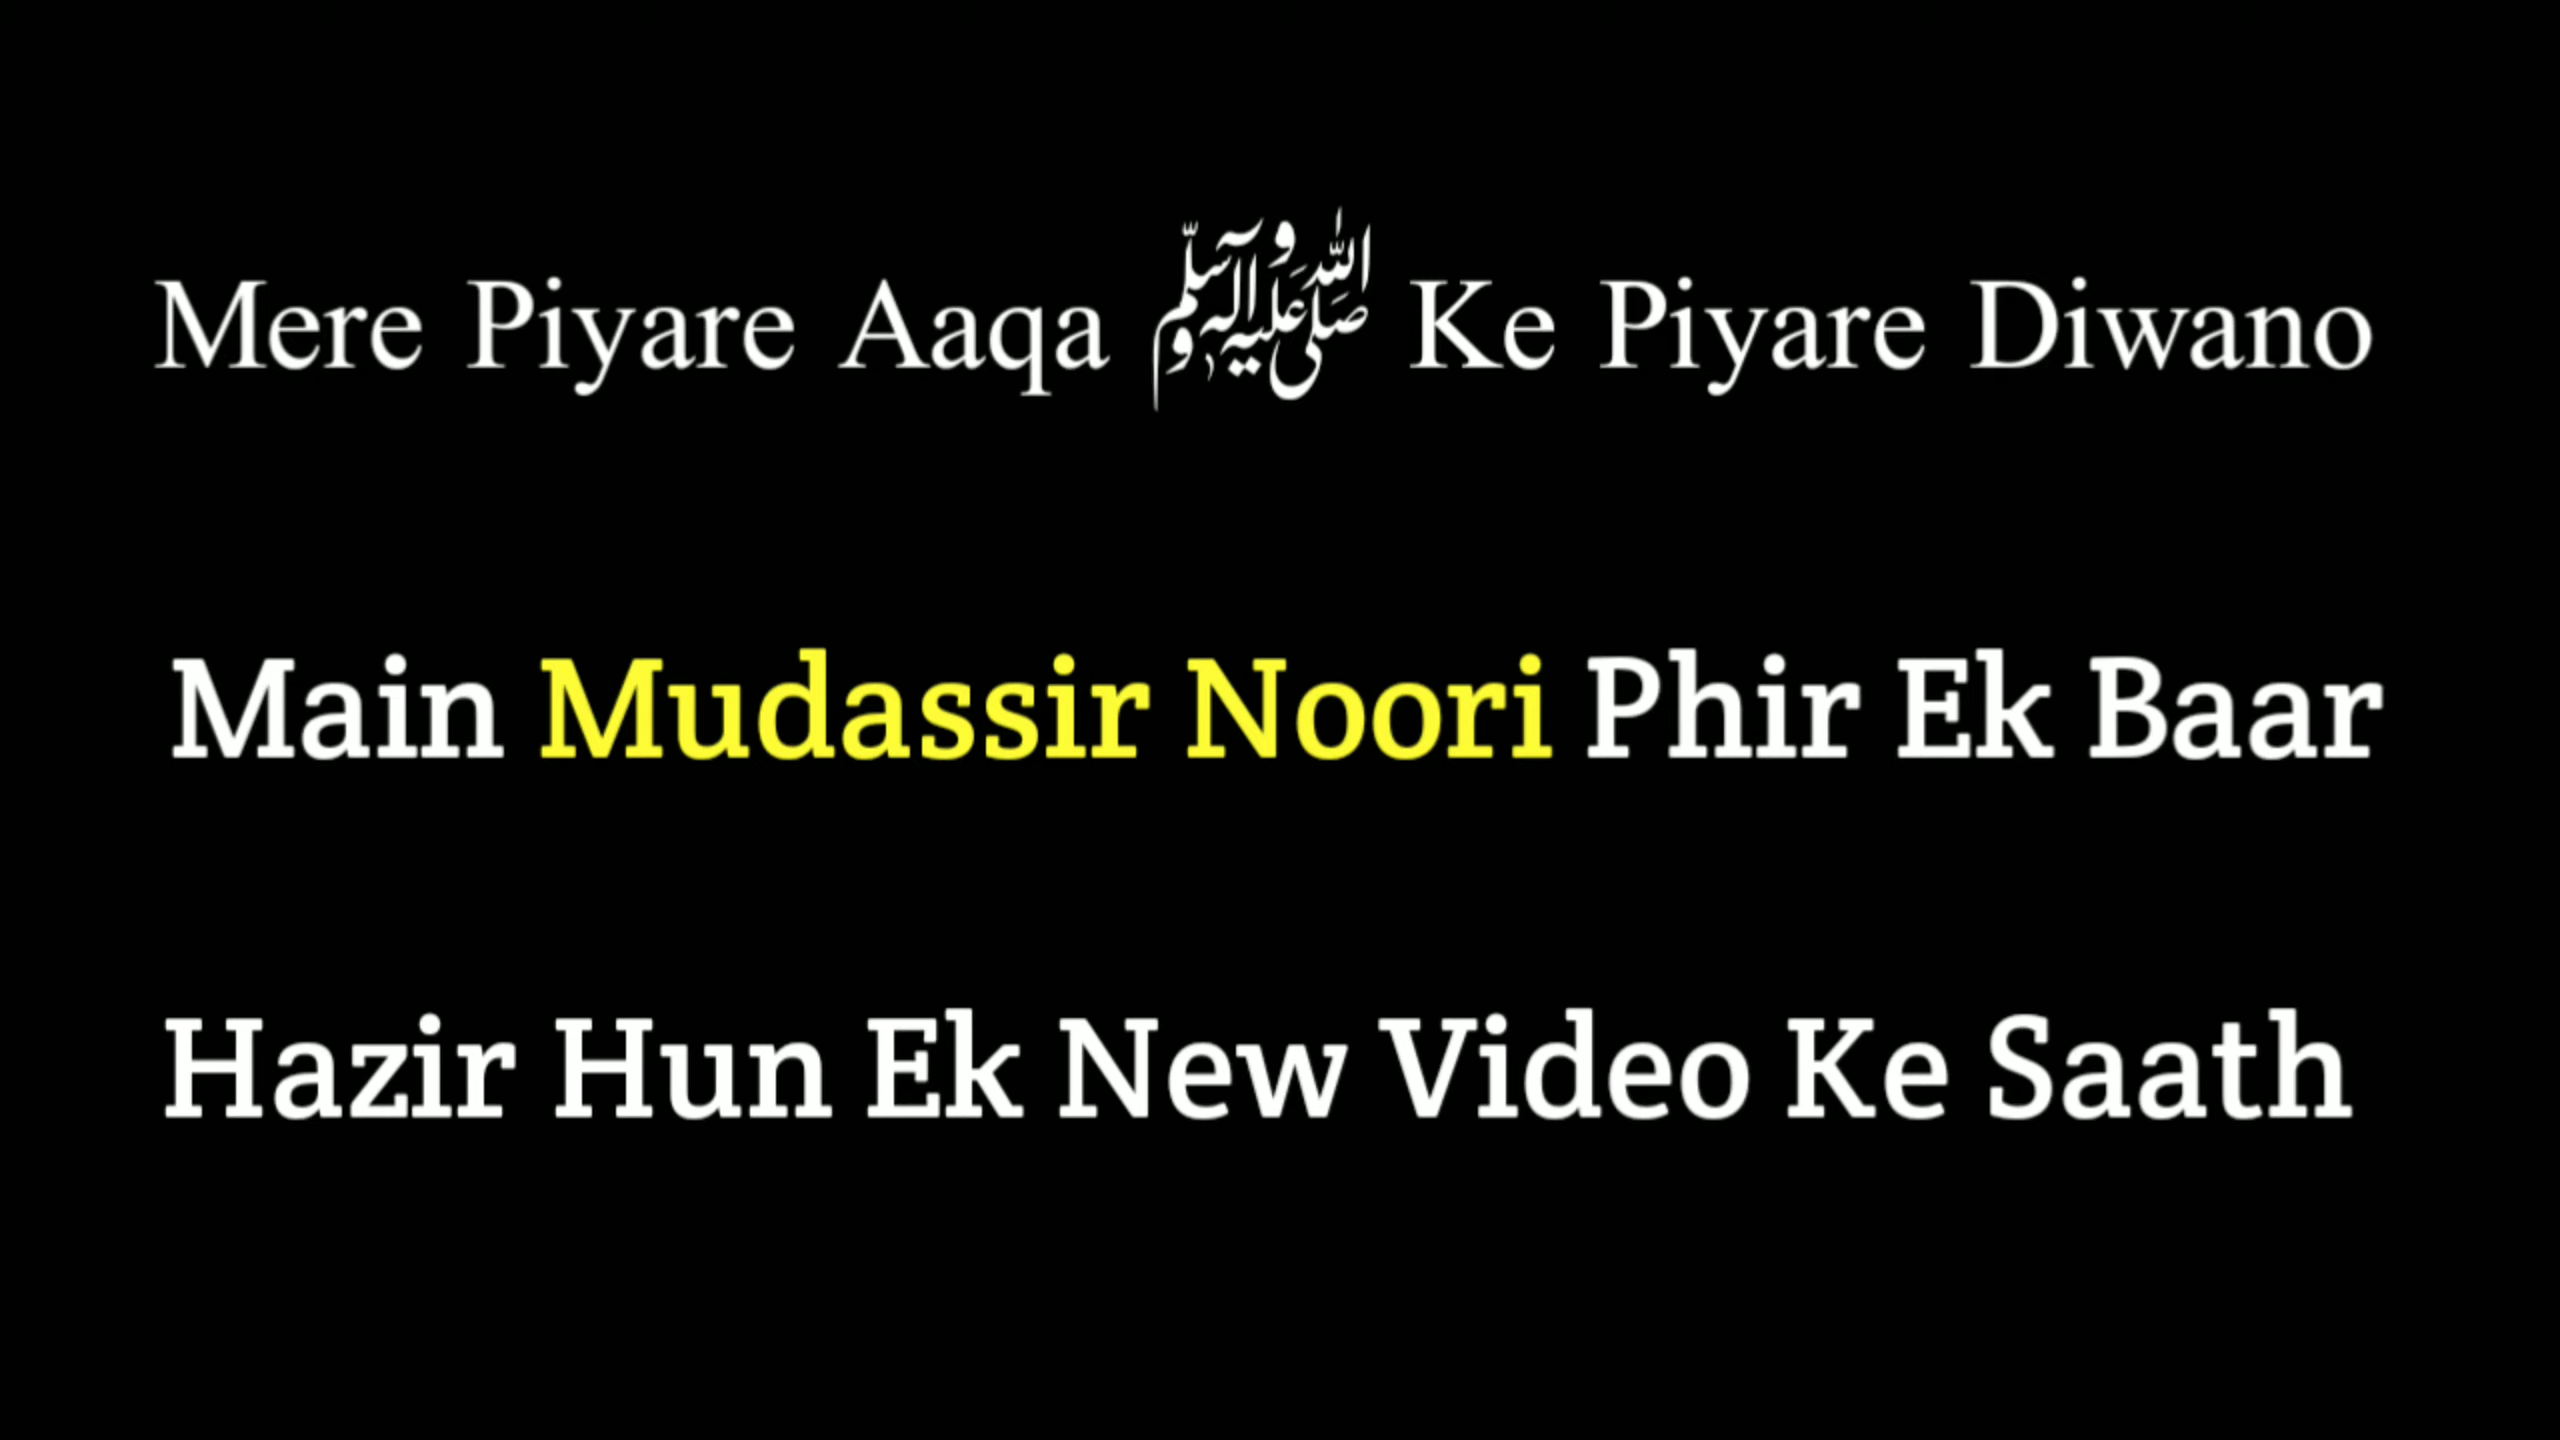 Mere Piyare Aaqa ﷺ Ke Piyare Diwano
Main Mudassir Noori Phir Ek Baar
Hazir Hun Ek New Video Ke Saath